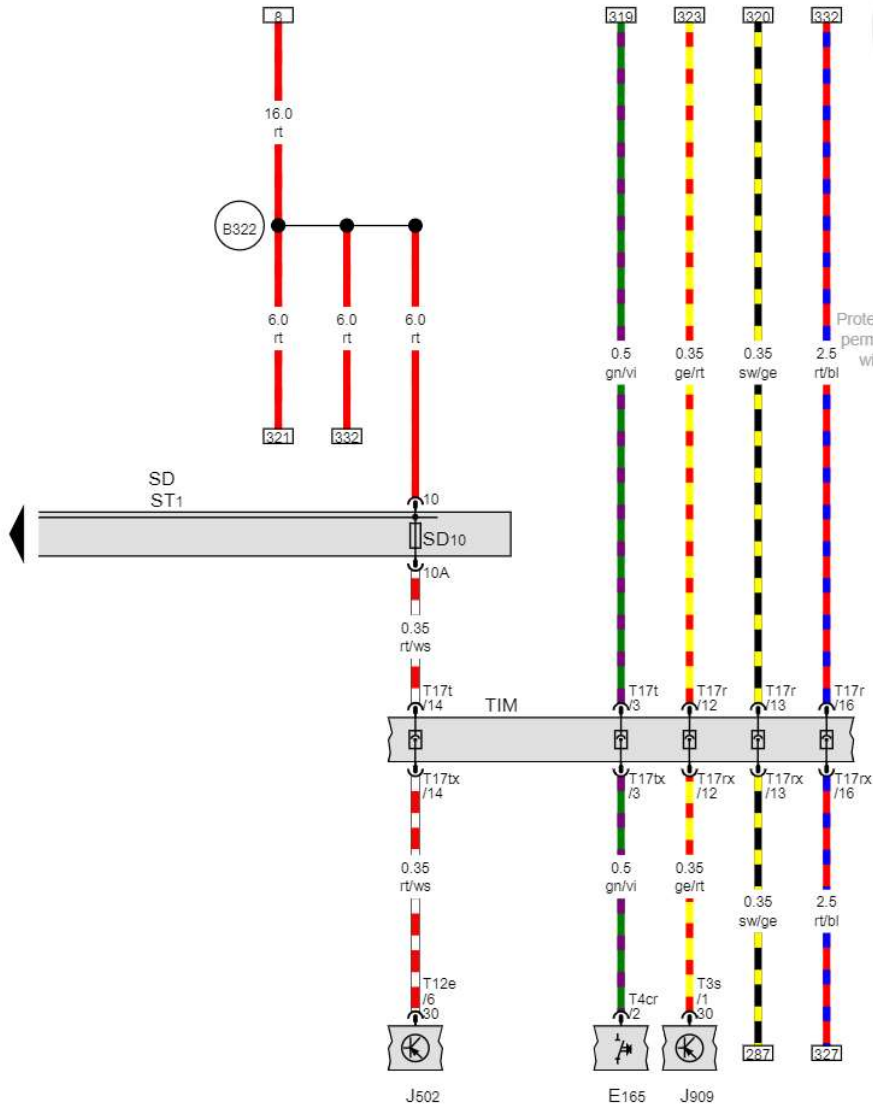 8 319 323 320 332
16.0
rt
B322
6.0 6.0 6.0
rt rt rt
0.5 0.35 0.35 2.5
gn/vi ge/rt sw/ge rt/bl
Prote
perm
wi
321 332
SD
ST1
10
SD10
10A
0.35
rt/ws
T17t T17t T17r T17r T17r
/14 /3 /12 /13 /16
TIM
T17tx T17tx T17rx T17rx T17rx
/14 /3 /12 /13 /16
0.35 0.5 0.35
rt/ws gn/vi ge/rt
0.35 2.5
sw/ge rt/bl
T12e T3s
/6 T4cr /1
30 /2 30
287 327
J502 E165 J909